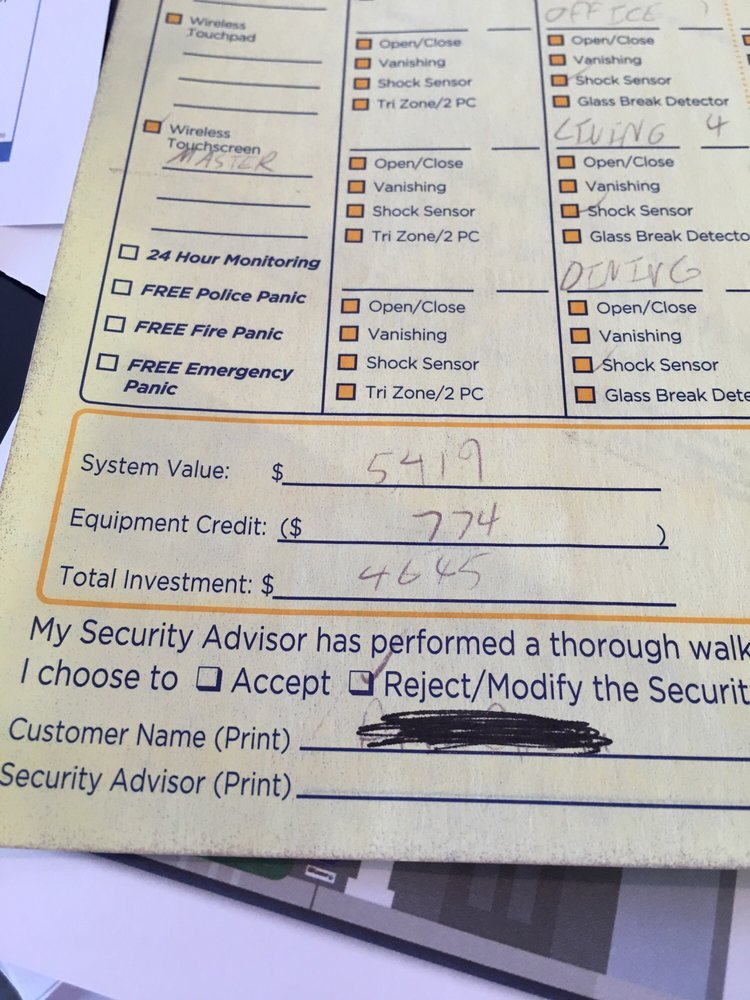 Wireless
Touchpad
Wireless
Touchscreen
MASTER
24 Hour Monitoring
FREE Police Panic
FREE Fire Panic
FREE Emergency
Panic
Open/Close
Vanishing
Shock Sensor
Tri Zone/2 PC
Open/Close
Vanishing
Shock Sensor
Tri Zone/2 PC
Open/Close
Vanishing
Shock Sensor
Tri Zone/2 PC
OFFICE
Open/Close
Vanishing
Shock Sensor
Glass Break Detector
LIVING 4
Open/Close
Vanishing
Shock Sensor
Glass Break Detecto
DINING
Open/Close
Vanishing
Shock Sensor
Glass Break Dete
System Value: $ 5419
Equipment Credit: ($ 774 )
Total Investment: $ 4645
My Security Advisor has performed a thorough walk
I choose to Accept Reject/Modify the Securit
Customer Name (Print)
Security Advisor (Print)